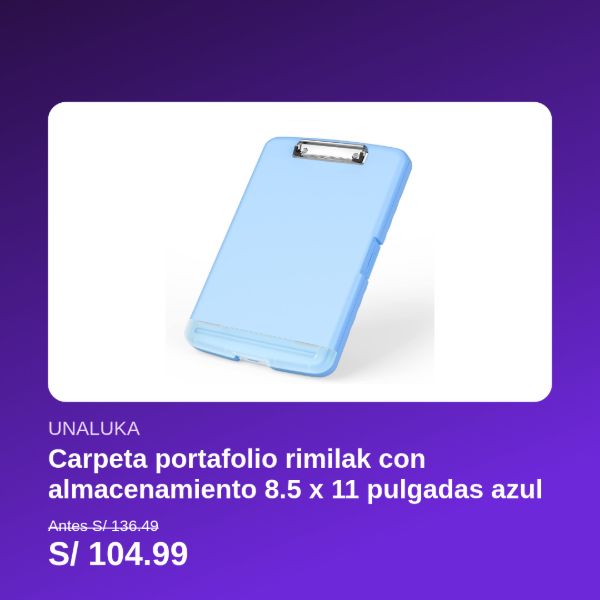 UNALUKA
Carpeta portafolio rimilak con
almacenamiento 8.5 x 11 pulgadas azul
Antes S/ 136.49
S/ 104.99